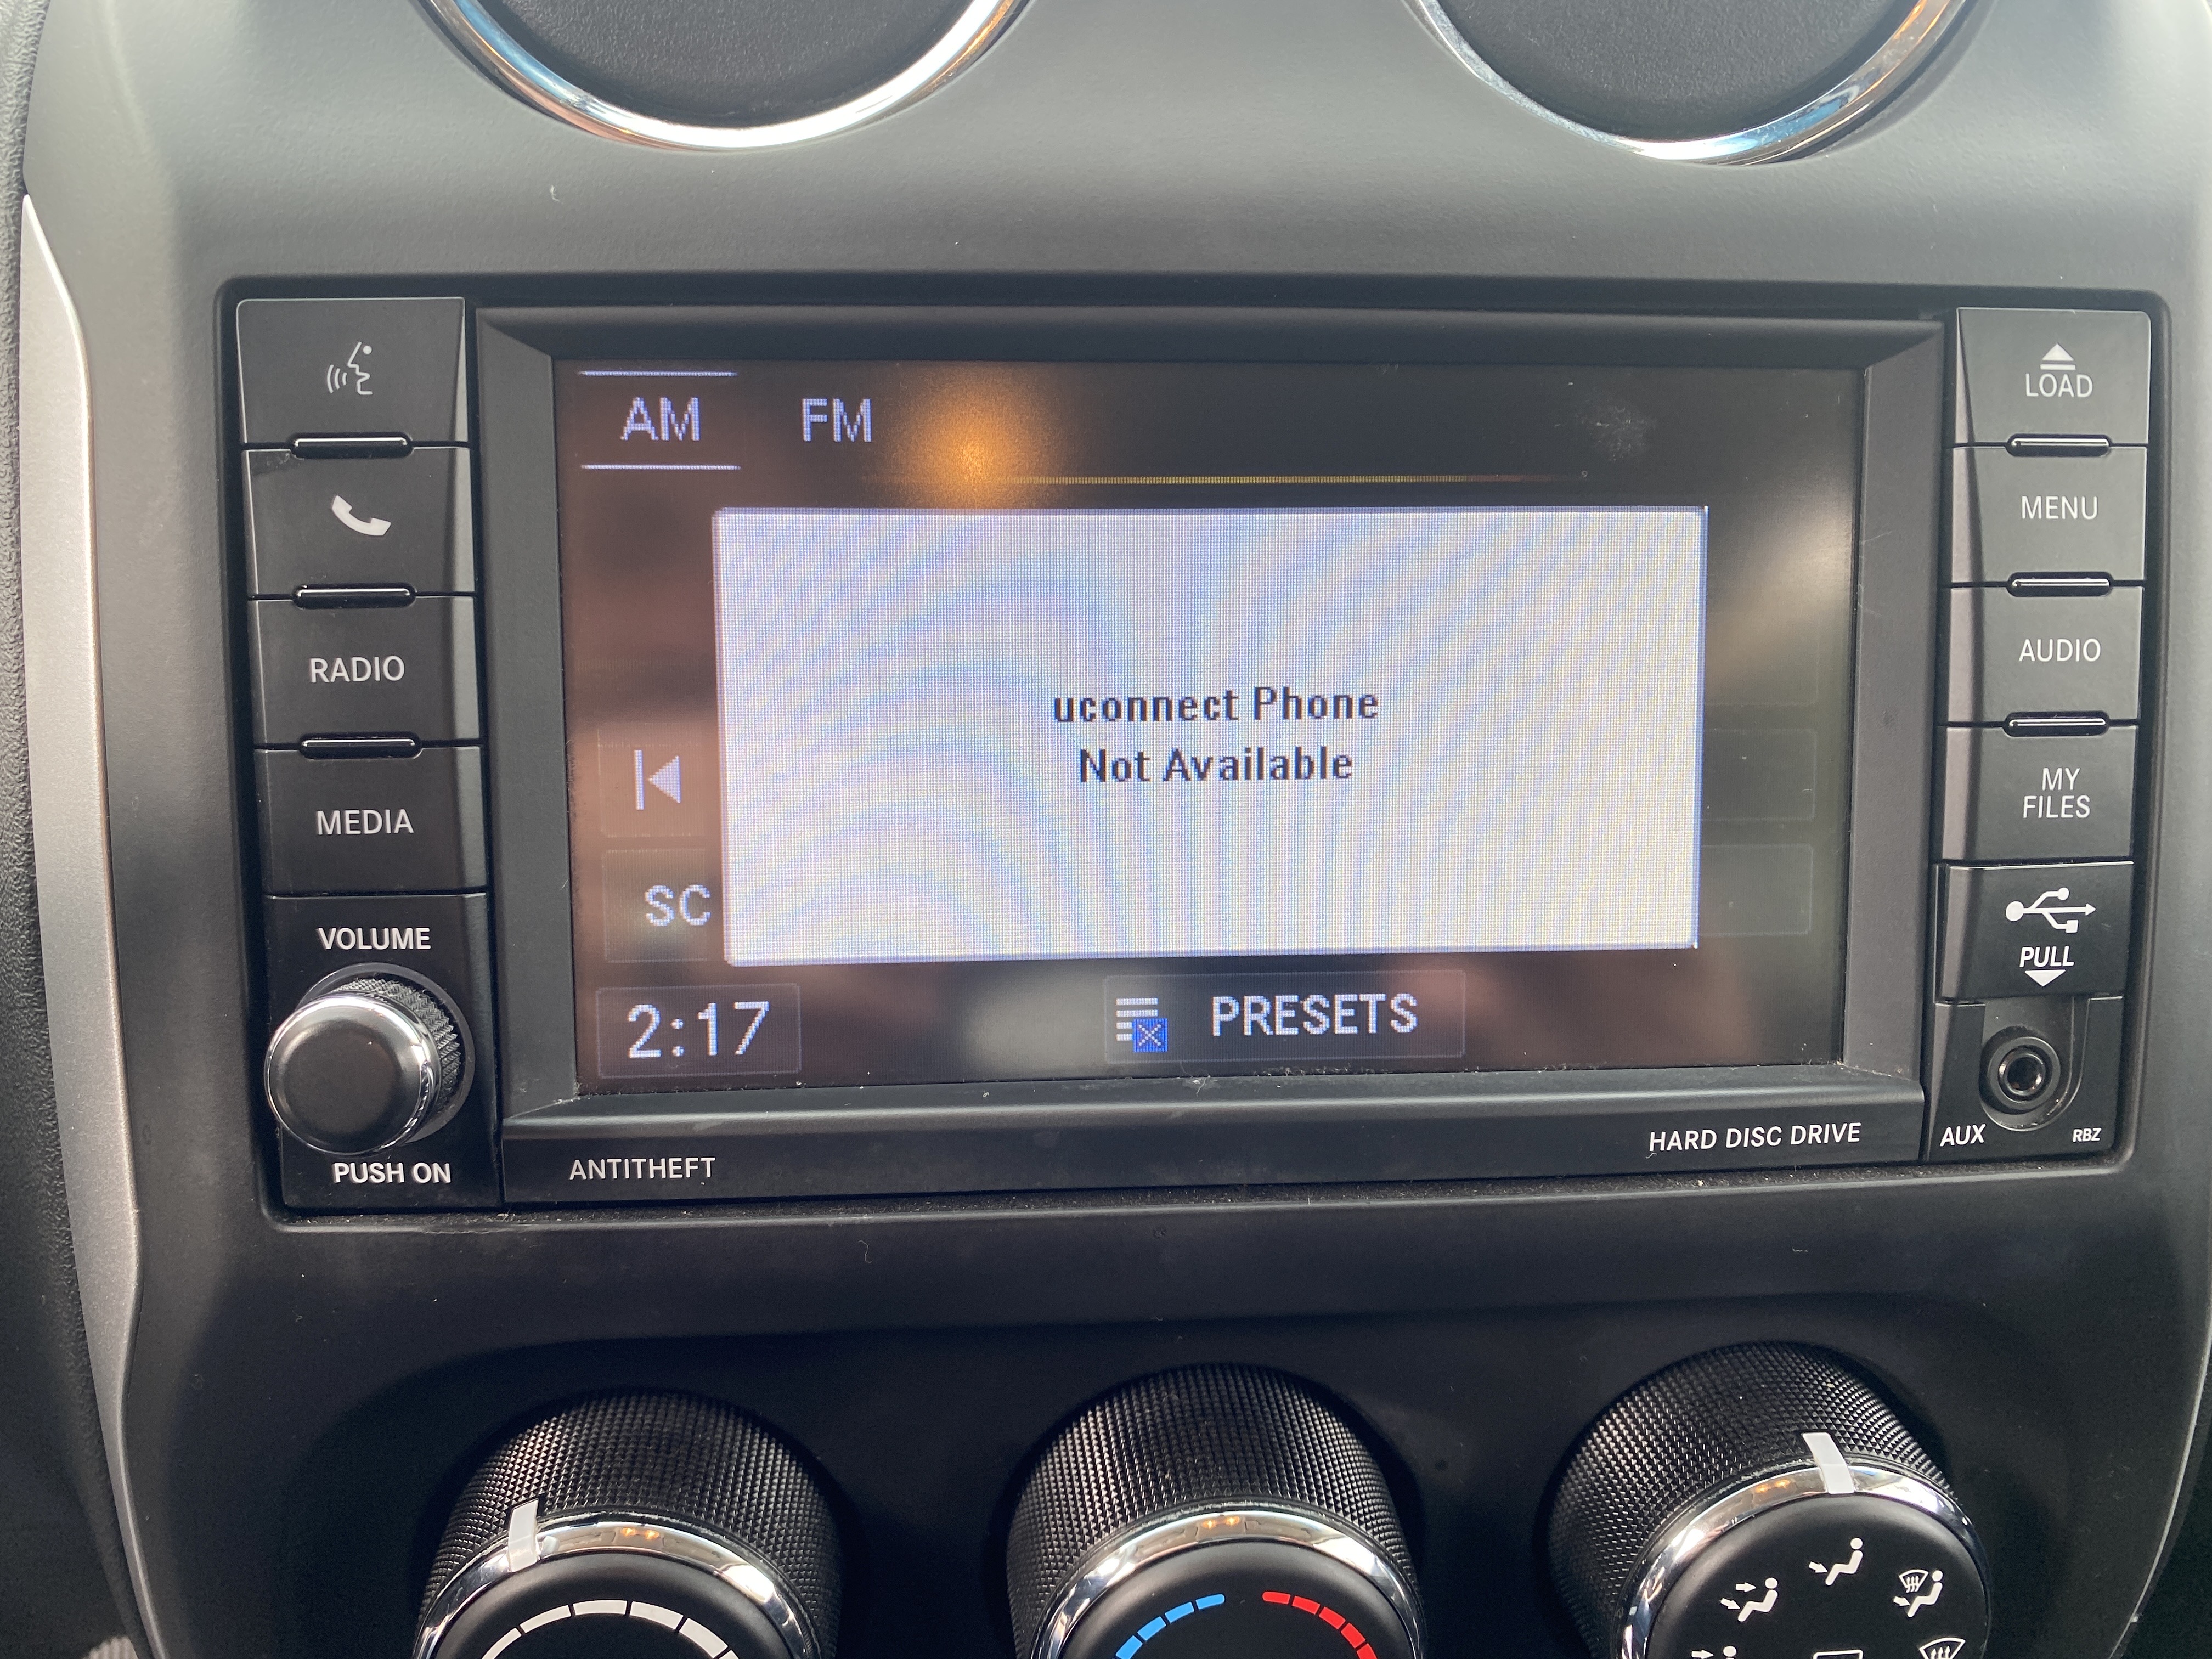 AM FM
uconnect Phone
Not Available
SC
2:17 PRESETS
RADIO
MEDIA
VOLUME
PUSH ON
LOAD
MENU
AUDIO
MY
FILES
PULL
AUX RBZ
ANTITHEFT
HARD DISC DRIVE